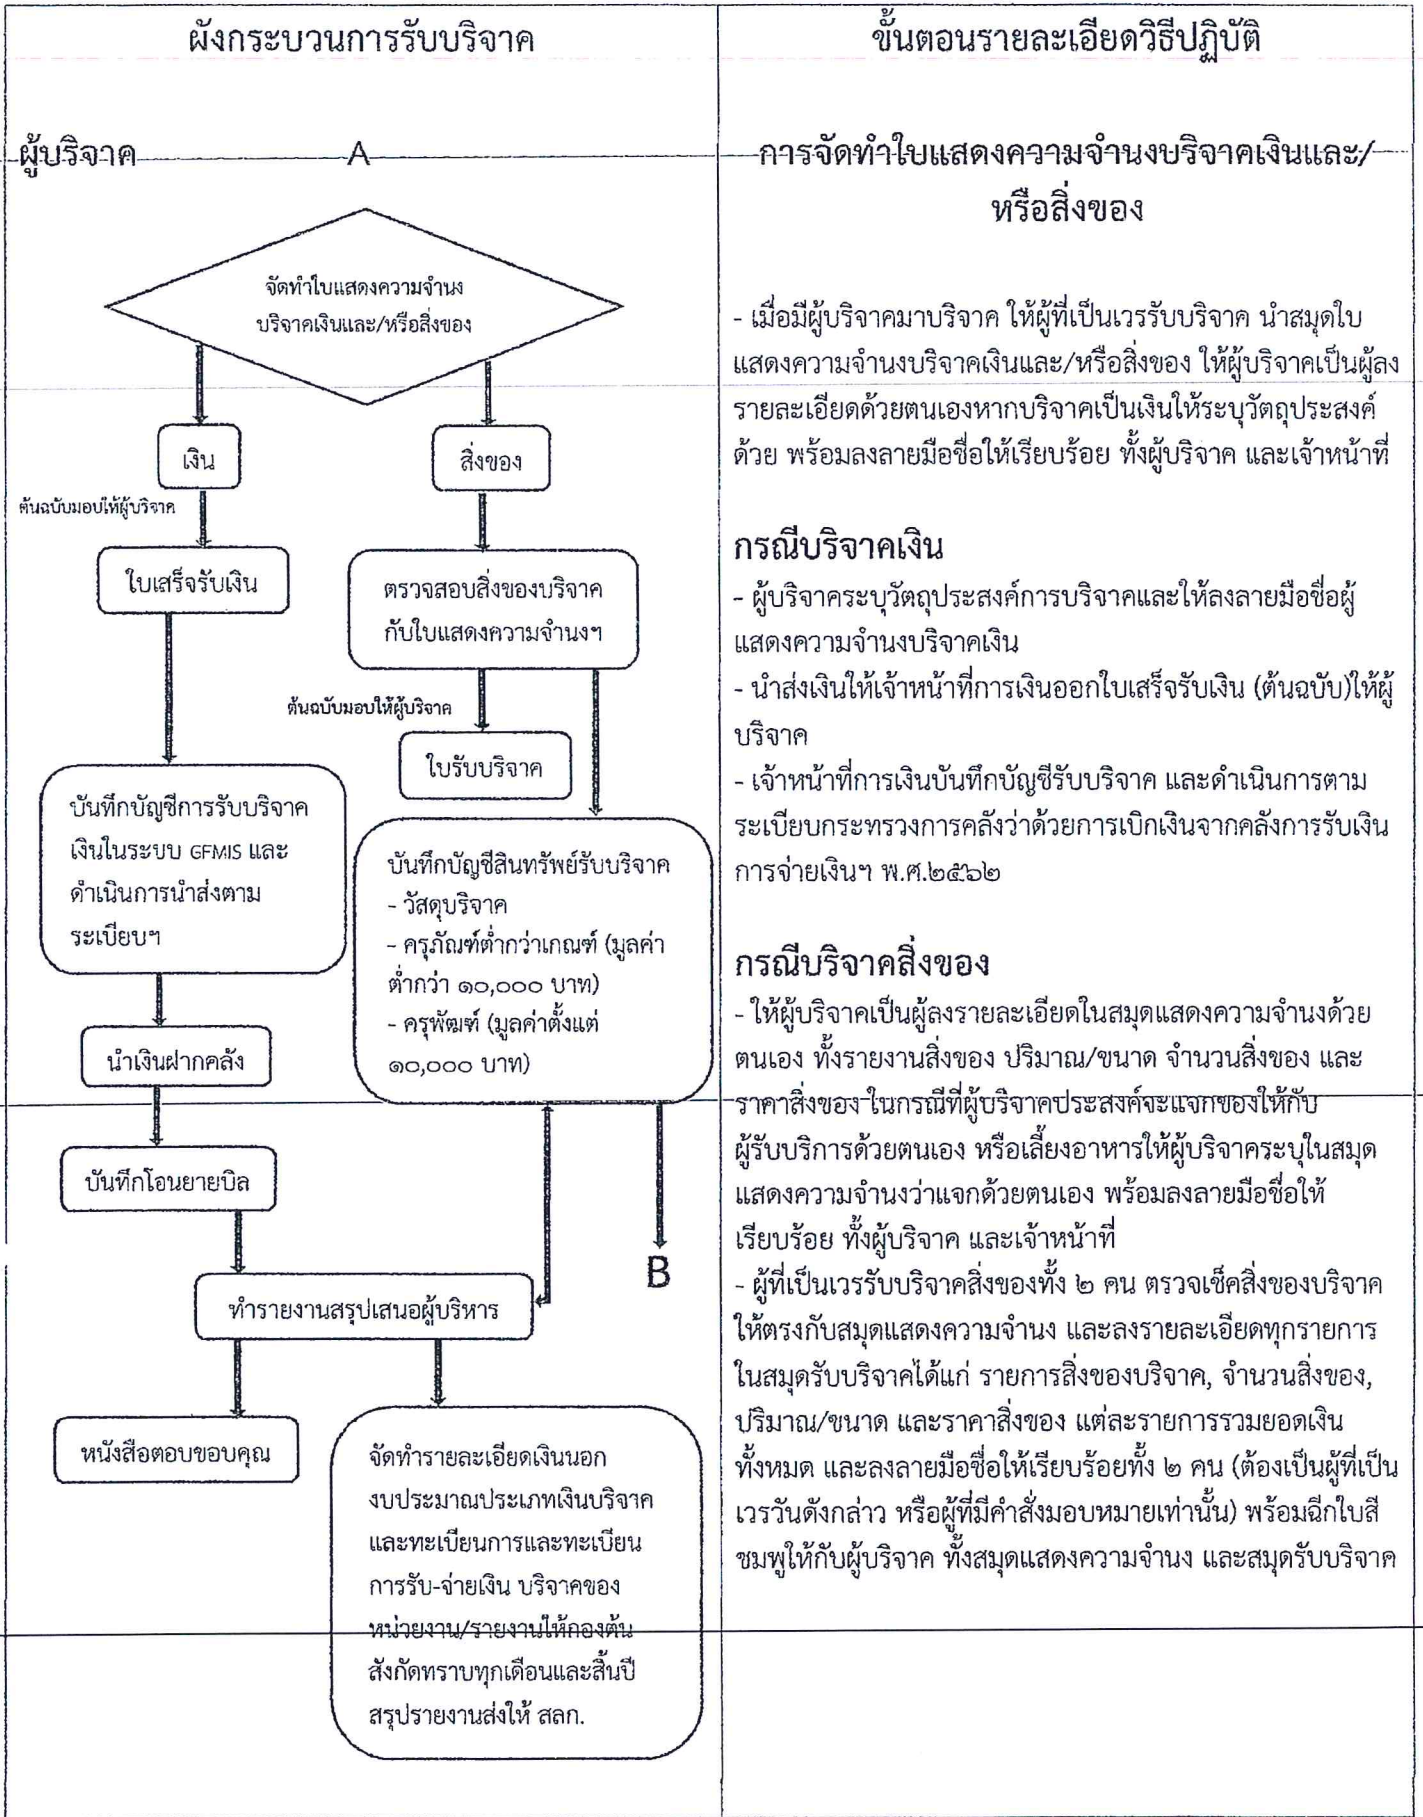 ผังกระบวนการรับบริจาค
ผู้บริจาค
A
จัดทำใบแสดงความจำนง
บริจาคเงินและ/หรือสิ่งของ
เงิน
สิ่งของ
ต้นฉบับมอบให้ผู้บริจาค
ใบเสร็จรับเงิน
ตรวจสอบสิ่งของบริจาค
กับใบแสดงความจำนงฯ
ต้นฉบับมอบให้ผู้บริจาค
ใบรับบริจาค
บันทึกบัญชีการรับบริจาค
เงินในระบบ GFMIS และ
ดำเนินการนำส่งตาม
ระเบียบฯ
บันทึกบัญชีสินทรัพย์รับบริจาค
- วัสดุบริจาค
- ครุภัณฑ์ต่ำกว่าเกณฑ์ (มูลค่า
ต่ำกว่า ๑๐,๐๐๐ บาท)
- ครุพัฒฑ์ (มูลค่าตั้งแต่
๑๐,๐๐๐ บาท)
นำเงินฝากคลัง
บันทึกโอนยายบิล
B
ทำรายงานสรุปเสนอผู้บริหาร
หนังสือตอบขอบคุณ
จัดทำรายละเอียดเงินนอก
งบประมาณประเภทเงินบริจาค
และทะเบียนการและทะเบียน
การรับ-จ่ายเงิน บริจาคของ
หน่วยงาน/รายงานให้กองต้น
สังกัดทราบทุกเดือนและสิ้นปี
สรุปรายงานส่งให้ สลก.
ขั้นตอนรายละเอียดวิธีปฏิบัติ
การจัดทำใบแสดงความจำนงบริจาคเงินและ/
หรือสิ่งของ
- เมื่อมีผู้บริจาคมาบริจาค ให้ผู้ที่เป็นเวรรับบริจาค นำสมุดใบ
แสดงความจำนงบริจาคเงินและ/หรือสิ่งของ ให้ผู้บริจาคเป็นผู้ลง
รายละเอียดด้วยตนเองหากบริจาคเป็นเงินให้ระบุวัตถุประสงค์
ด้วย พร้อมลงลายมือชื่อให้เรียบร้อย ทั้งผู้บริจาค และเจ้าหน้าที่
กรณีบริจาคเงิน
- ผู้บริจาคระบุวัตถุประสงค์การบริจาคและให้ลงลายมือชื่อผู้
แสดงความจำนงบริจาคเงิน
- นำส่งเงินให้เจ้าหน้าที่การเงินออกใบเสร็จรับเงิน (ต้นฉบับ)ให้ผู้
บริจาค
- เจ้าหน้าที่การเงินบันทึกบัญชีรับบริจาค และดำเนินการตาม
ระเบียบกระทรวงการคลังว่าด้วยการเบิกเงินจากคลังการรับเงิน
การจ่ายเงินฯ พ.ศ.๒๕๖๒
กรณีบริจาคสิ่งของ
- ให้ผู้บริจาคเป็นผู้ลงรายละเอียดในสมุดแสดงความจำนงด้วย
ตนเอง ทั้งรายงานสิ่งของ ปริมาณ/ขนาด จำนวนสิ่งของ และ
ราคาสิ่งของ ในกรณีที่ผู้บริจาคประสงค์จะแจกของให้กับ
ผู้รับบริการด้วยตนเอง หรือเลี้ยงอาหารให้ผู้บริจาคระบุในสมุด
แสดงความจำนงว่าแจกด้วยตนเอง พร้อมลงลายมือชื่อให้
เรียบร้อย ทั้งผู้บริจาค และเจ้าหน้าที่
- ผู้ที่เป็นเวรรับบริจาคสิ่งของทั้ง ๒ คน ตรวจเช็คสิ่งของบริจาค
ให้ตรงกับสมุดแสดงความจำนง และลงรายละเอียดทุกรายการ
ในสมุดรับบริจาคได้แก่ รายการสิ่งของบริจาค, จำนวนสิ่งของ,
ปริมาณ/ขนาด และราคาสิ่งของ แต่ละรายการรวมยอดเงิน
ทั้งหมด และลงลายมือชื่อให้เรียบร้อยทั้ง ๒ คน (ต้องเป็นผู้ที่เป็น
เวรวันดังกล่าว หรือผู้ที่มีคำสั่งมอบหมายเท่านั้น) พร้อมฉีกใบสี
ชมพูให้กับผู้บริจาค ทั้งสมุดแสดงความจำนง และสมุดรับบริจาค